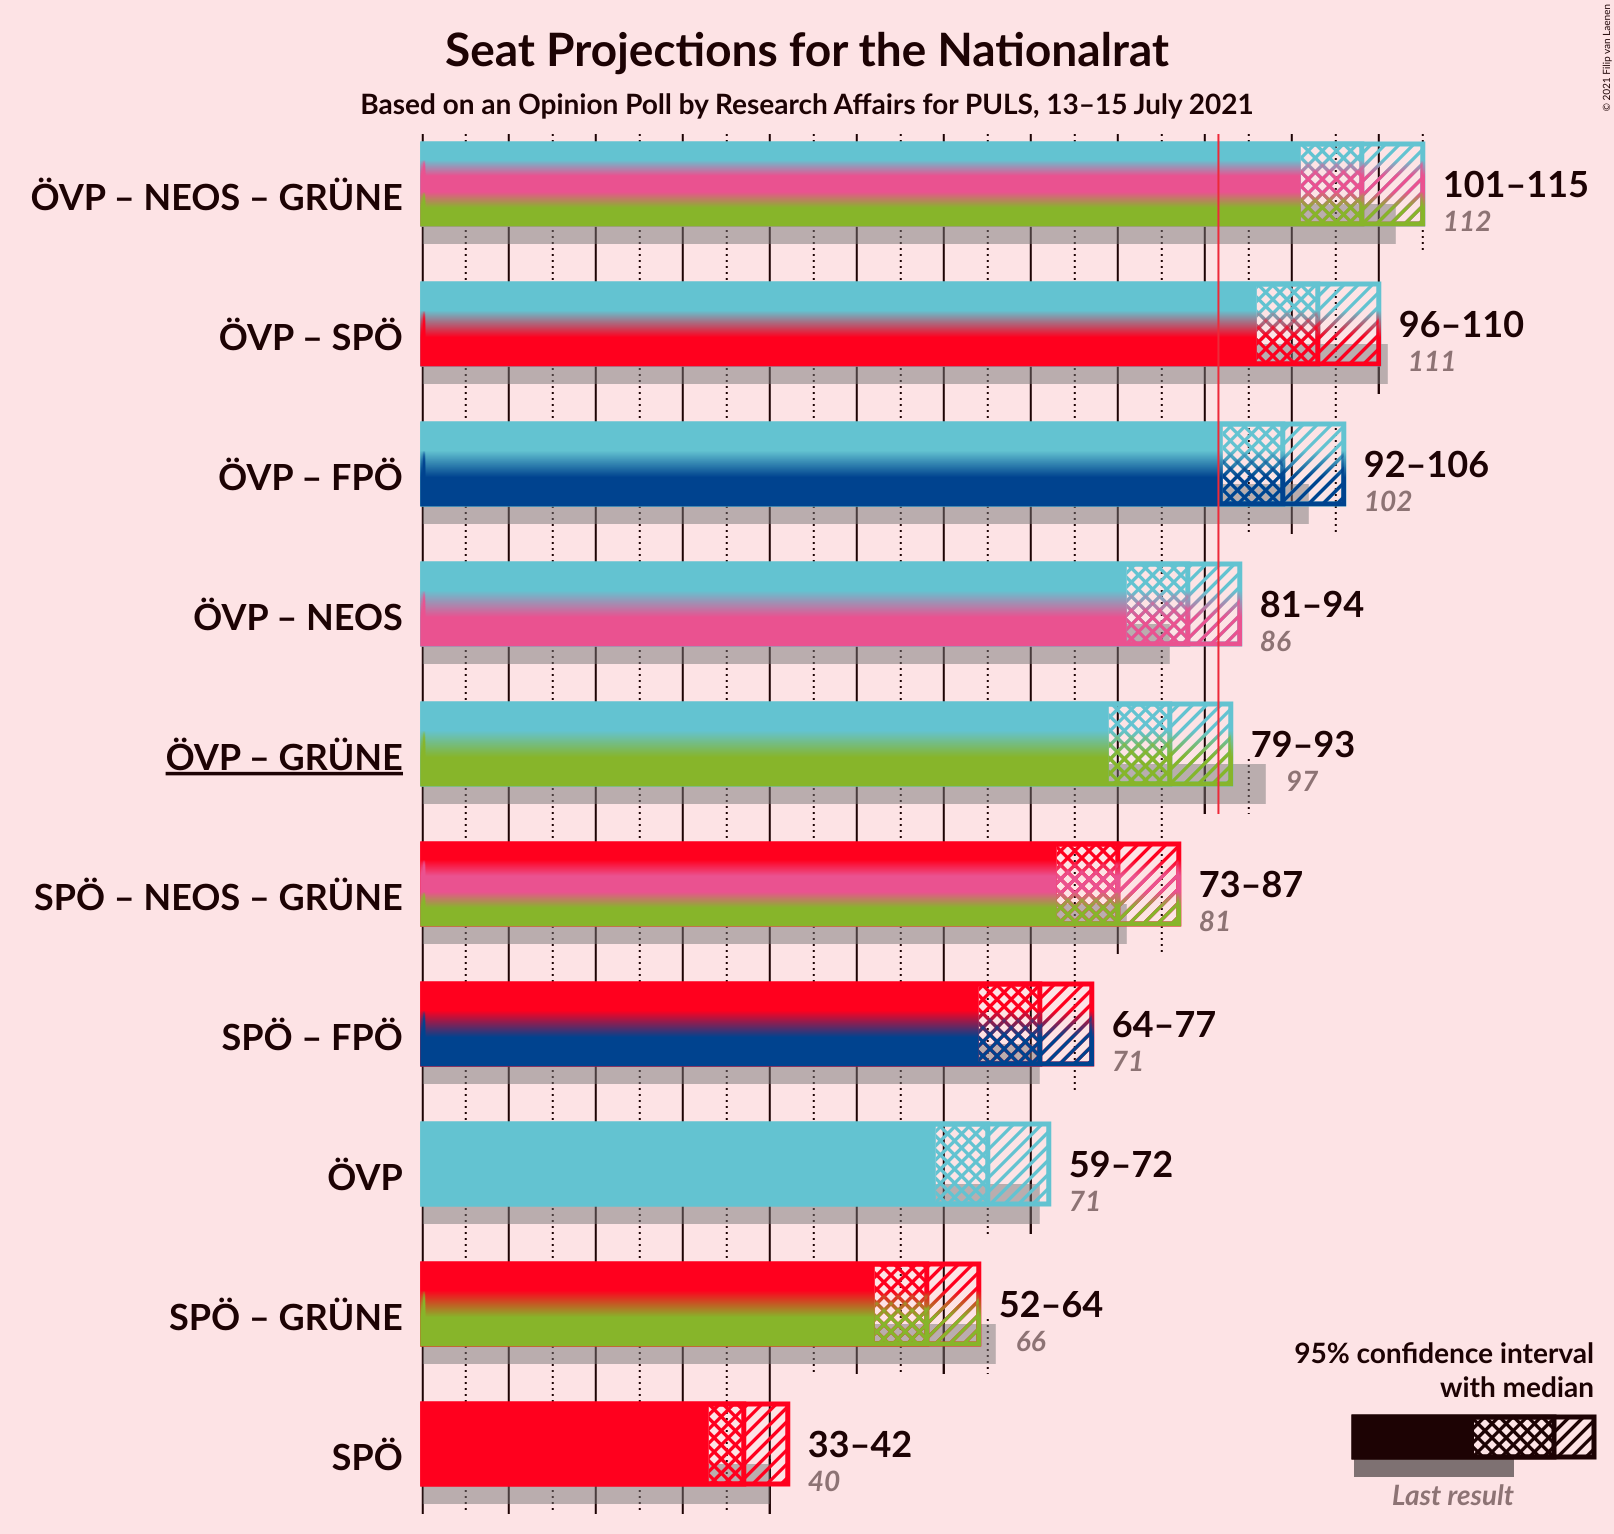 Seat Projections for the Nationalrat
Based on an Opinion Poll by Research Affairs for PULS, 13–15 July 2021
© 2021 Filip van Laenen
ÖVP – NEOS – GRÜNE
101–115
112
ÖVP – SPÖ
96–110
111
ÖVP – FPÖ
92–106
102
ÖVP – NEOS
81–94
86
ÖVP – GRÜNE
79–93
97
SPÖ – NEOS – GRÜNE
73–87
81
SPÖ – FPÖ
64–77
71
ÖVP
59–72
71
SPÖ – GRÜNE
52–64
66
SPÖ
33–42
40
95% confidence interval
with median
Last result